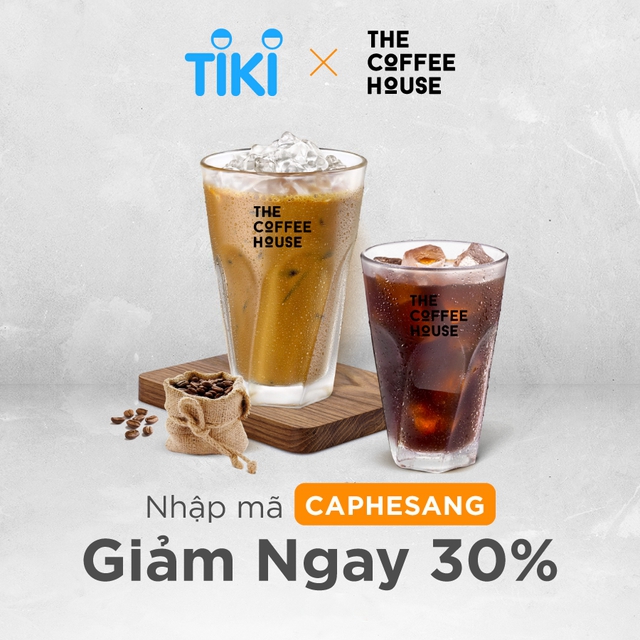 TIKI × THE COFFEE HOUSE
THE
COFFEE
HOUSE
THE
COFFEE
HOUSE
Nhập mã CAPHESANG
Giảm Ngay 30%